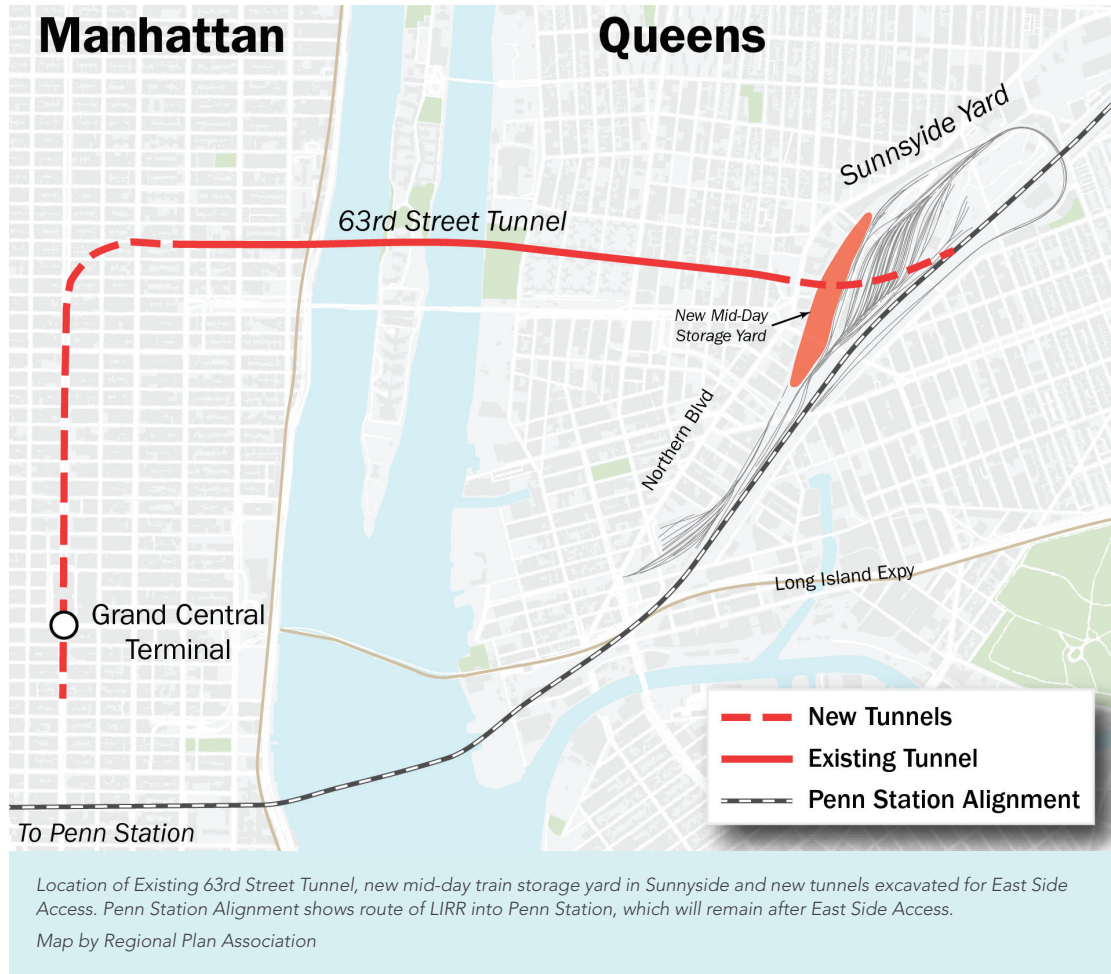 Manhattan
Queens
Sunnsyide Yard
63rd Street Tunnel
New Mid-Day
Storage Yard
Northern Blvd
Long Island Expy
Grand Central
Terminal
New Tunnels
Existing Tunnel
Penn Station Alignment
To Penn Station
Location of Existing 63rd Street Tunnel, new mid-day train storage yard in Sunnyside and new tunnels excavated for East Side
Access. Penn Station Alignment shows route of LIRR into Penn Station, which will remain after East Side Access.
Map by Regional Plan Association